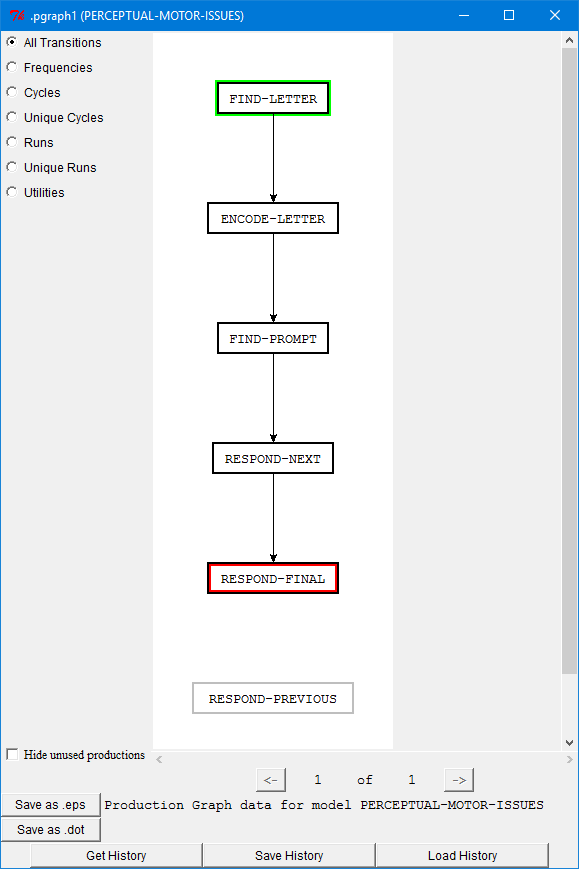 .pgraph1 (PERCEPTUAL-MOTOR-ISSUES)
All Transitions
Frequencies
Cycles
Unique Cycles
Runs
Unique Runs
Utilities
FIND-LETTER
ENCODE-LETTER
FIND-PROMPT
RESPOND-NEXT
RESPOND-FINAL
RESPOND-PREVIOUS
Hide unused productions
<- 1 of 1 ->
Save as .eps Production Graph data for model PERCEPTUAL-MOTOR-ISSUES
Save as .dot
Get History Save History Load History